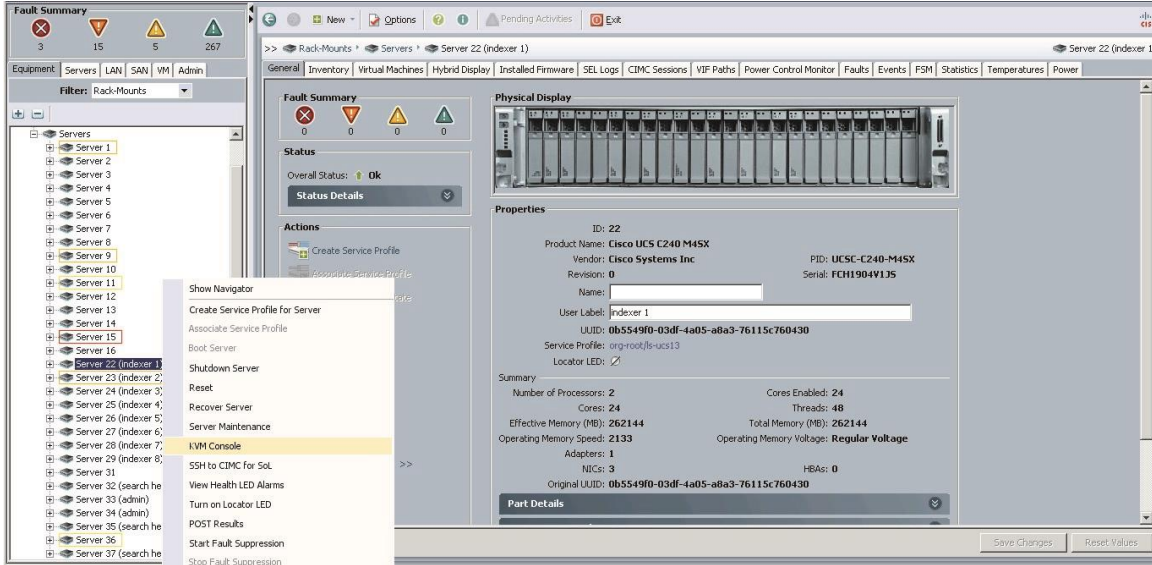 Fault Summary
3 15 5 267
New Options Pending Activities Exit
>> Rack-Mounts Servers Server 22 (indexer 1) Server 22 (indexer 1
Equipment Servers LAN SAN VM Admin
Filter: Rack-Mounts
General Inventory Virtual Machines Hybrid Display Installed Firmware SEL Logs CIMC Sessions VIF Paths Power Control Monitor Faults Events FSM Statistics Temperatures Power
Servers
Server 1
Server 2
Server 3
Server 4
Server 5
Server 6
Server 7
Server 8
Server 9
Server 10
Server 11
Server 12
Server 13
Server 14
Server 15
Server 16
Server 22 (indexer 1)
Server 23 (indexer 2)
Server 24 (indexer 3)
Server 25 (indexer 4)
Server 26 (indexer 5)
Server 27 (indexer 6)
Server 28 (indexer 7)
Server 29 (indexer 8)
Server 31
Server 32 (search he
Server 33 (admin)
Server 34 (admin)
Server 35 (search he
Server 36
Server 37 (search he
Show Navigator
Create Service Profile for Server
Associate Service Profile
Boot Server
Shutdown Server
Reset
Recover Server
Server Maintenance
KVM Console
SSH to CIMC for SoL
View Health LED Alarms
Turn on Locator LED
POST Results
Start Fault Suppression
Stop Fault Suppression
Fault Summary
0 0 0 0
Status
Overall Status: Ok
Status Details
Actions
Create Service Profile
Associate Service Profile
>>
Physical Display
Properties
ID: 22
Product Name: Cisco UCS C240 M4SX
Vendor: Cisco Systems Inc PID: UCSC-C240-M4SX
Revision: 0 Serial: FCH1904V1JS
Name:
User Label: indexer 1
UUID: 0b5549f0-03df-4a05-a8a3-76115c760430
Service Profile: org-root/ls-ucs13
Locator LED:
Summary
Number of Processors: 2 Cores Enabled: 24
Cores: 24 Threads: 48
Effective Memory (MB): 262144 Total Memory (MB): 262144
Operating Memory Speed: 2133 Operating Memory Voltage: Regular Voltage
Adapters: 1
NICs: 3 HBAs: 0
Original UUID: 0b5549f0-03df-4a05-a8a3-76115c760430
Part Details
Save Changes Reset Values